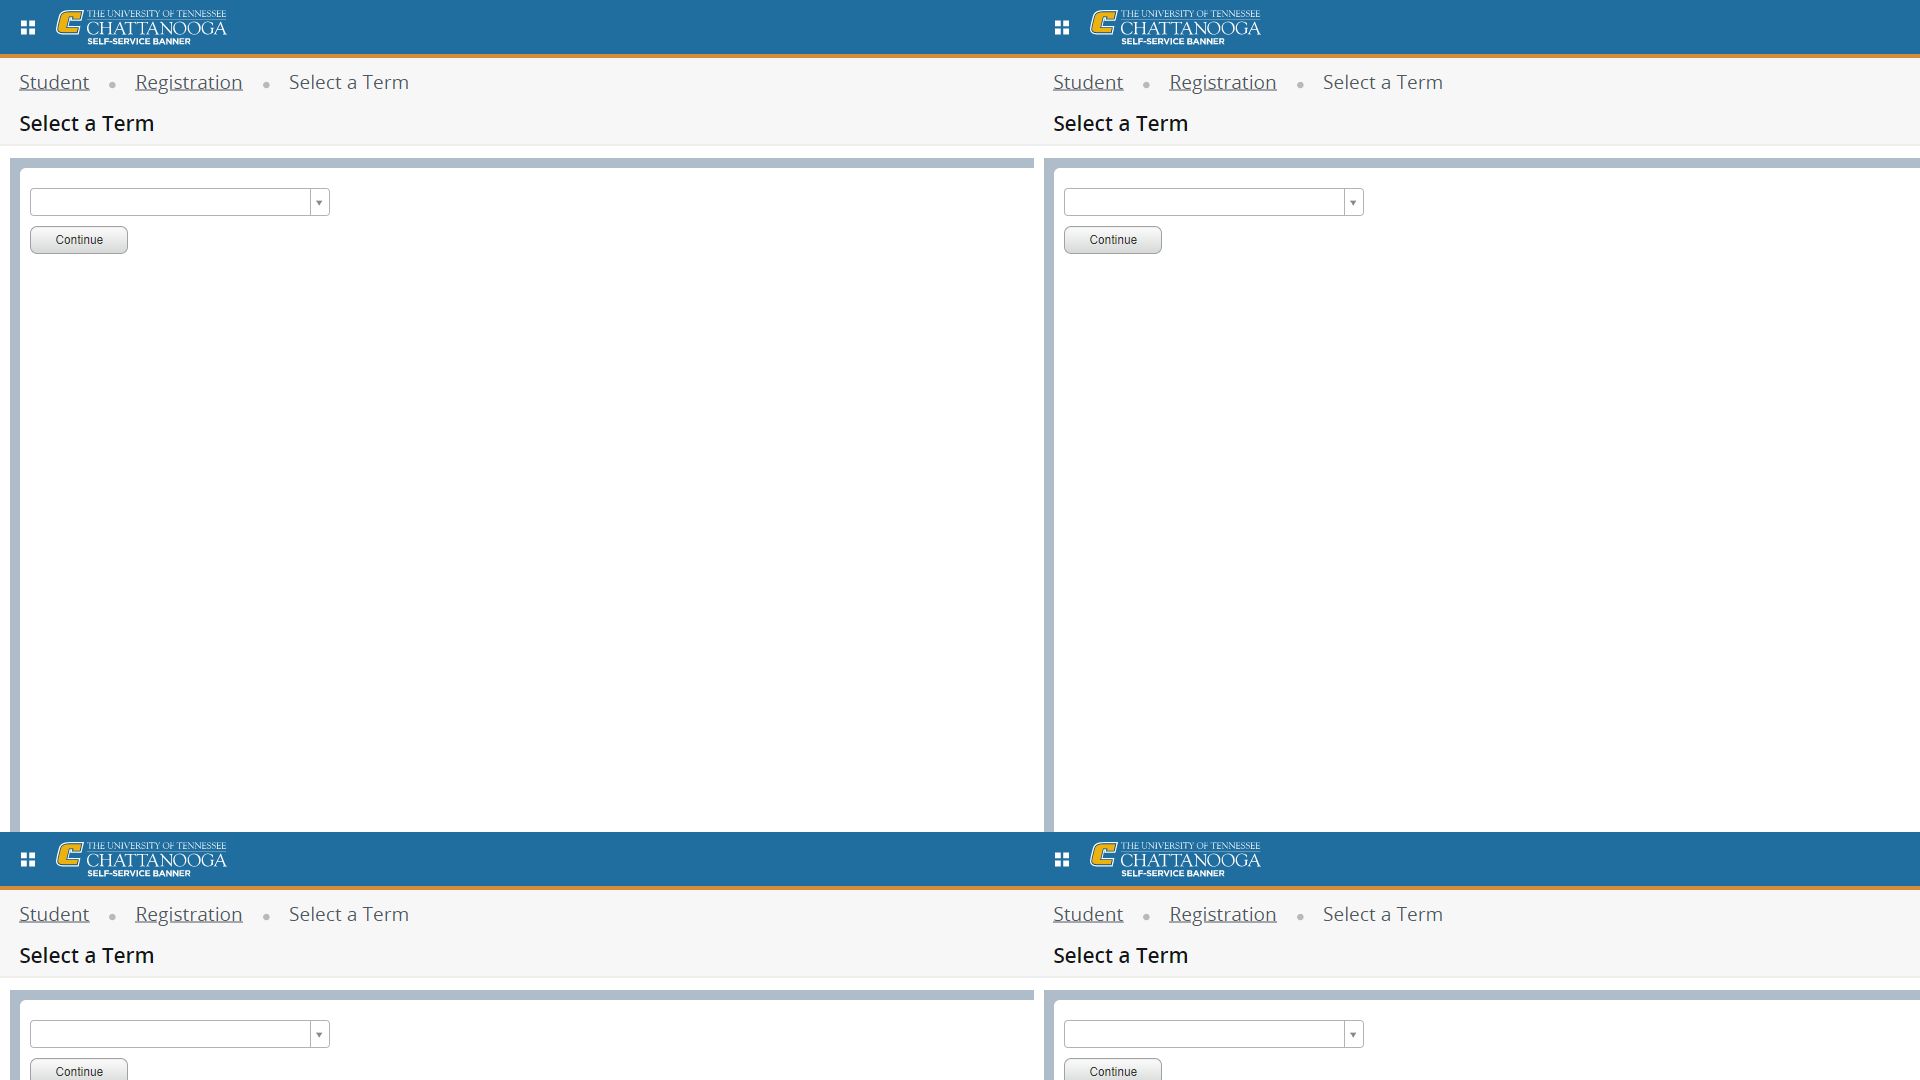 THE UNIVERSITY OF TENNESSEE
CHATTANOOGA
SELF-SERVICE BANNER
Student • Registration • Select a Term
Select a Term
Continue
THE UNIVERSITY OF TENNESSEE
CHATTANOOGA
SELF-SERVICE BANNER
Student • Registration • Select a Term
Select a Term
Continue
THE UNIVERSITY OF TENNESSEE
CHATTANOOGA
SELF-SERVICE BANNER
Student • Registration • Select a Term
Select a Term
Continue
THE UNIVERSITY OF TENNESSEE
CHATTANOOGA
SELF-SERVICE BANNER
Student • Registration • Select a Term
Select a Term
Continue